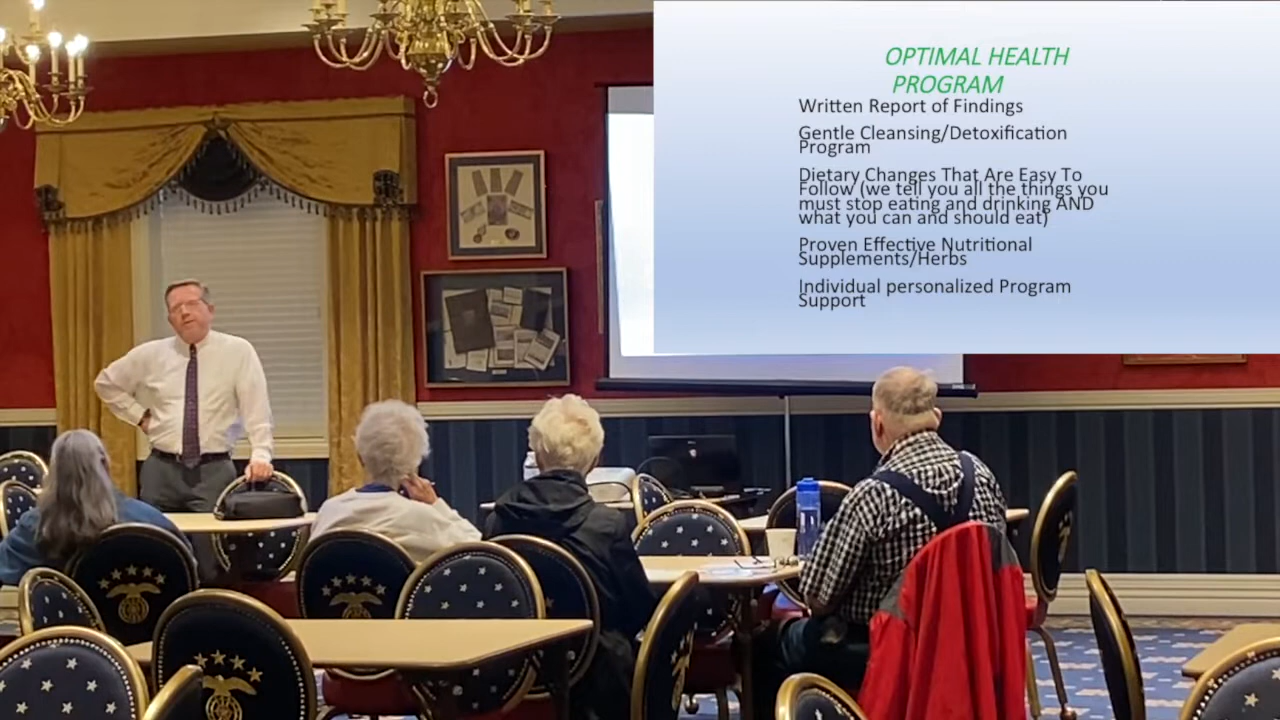 OPTIMAL HEALTH
PROGRAM
Written Report of Findings
Gentle Cleansing/Detoxification
Program
Dietary Changes That Are Easy To
Follow (we tell you all the things you
must stop eating and drinking AND
what you can and should eat)
Proven Effective Nutritional
Supplements/Herbs
Individual personalized Program
Support